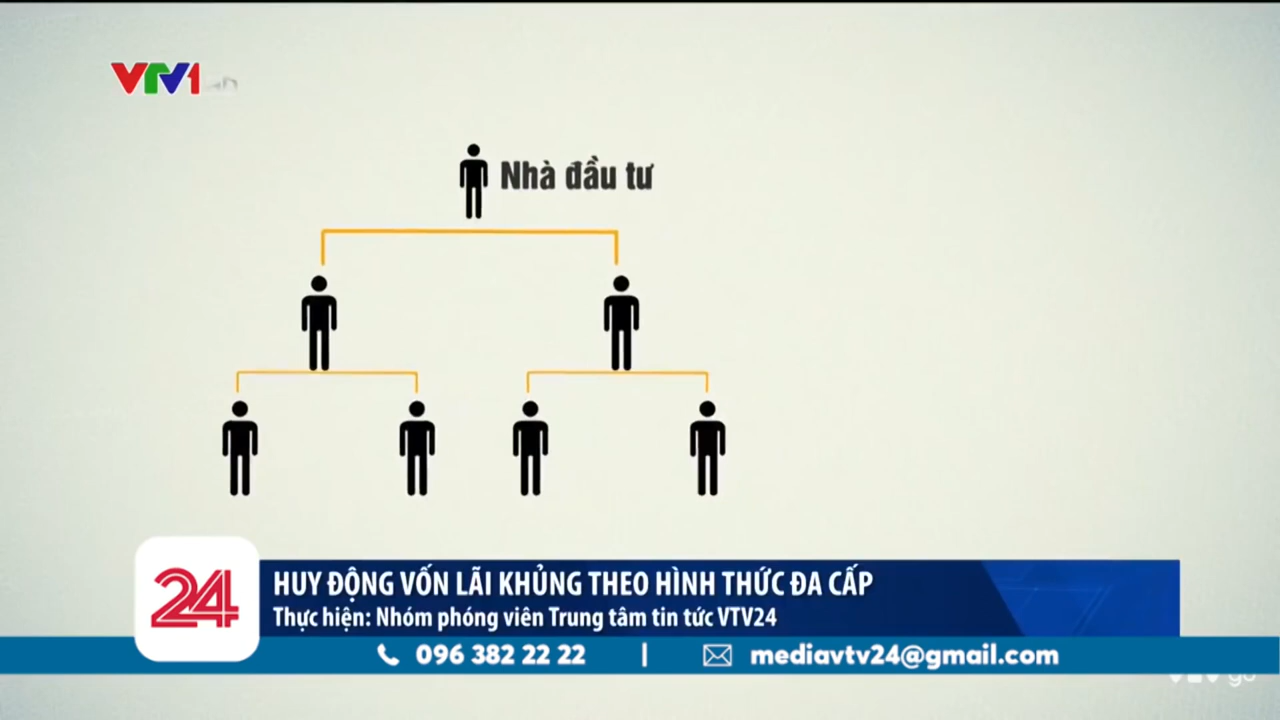 VTV1
Nhà đầu tư
24
HUY ĐỘNG VỐN LÃI KHỦNG THEO HÌNH THỨC ĐA CẤP
Thực hiện: Nhóm phóng viên Trung tâm tin tức VTV24
096 382 22 22 | mediavtv24@gmail.com